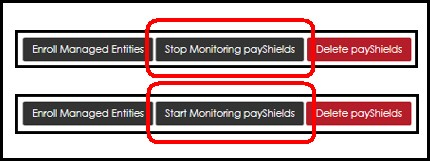 Enroll Managed Entities Stop Monitoring payShields Delete payShields
Enroll Managed Entities Start Monitoring payShields Delete payShields